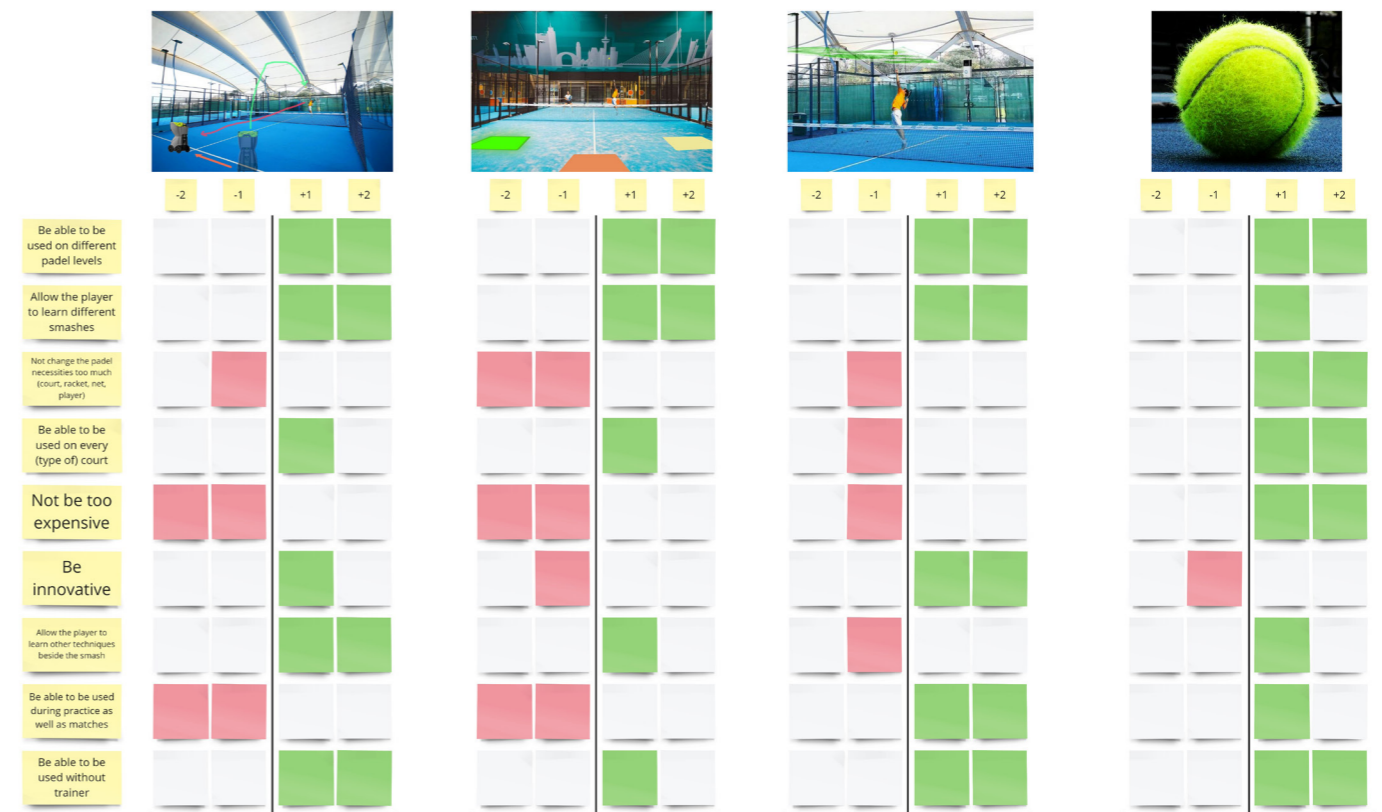 -2
-1
+1
+2
-2
-1
+1
+2
-2
-1
+1
+2
-2
-1
+1
+2
Be able to be
used on different
padel levels
Allow the player
to learn different
smashes
Not change the padel
necessities too much
(court, racket, net,
player)
Be able to be
used on every
(type of) court
Not be too
expensive
Be
innovative
Allow the player to
learn other techniques
beside the smash
Be able to be used
during practice as
well as matches
Be able to be
used without
trainer